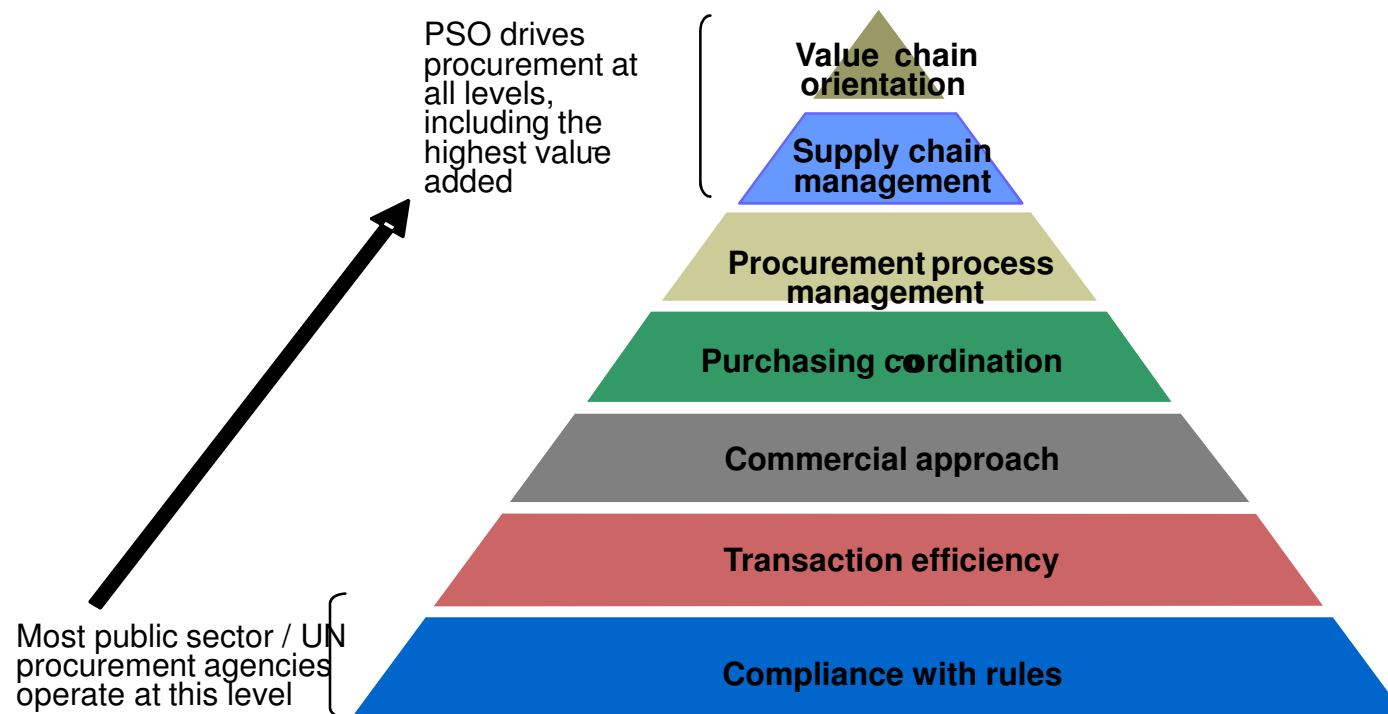 PSO drives
procurement at
all levels,
including the
highest value
added
Value chain
orientation
Supply chain
management
Procurement process
management
Purchasing co-ordination
Commercial approach
Transaction efficiency
Most public sector / UN
procurement agencies
operate at this level
Compliance with rules